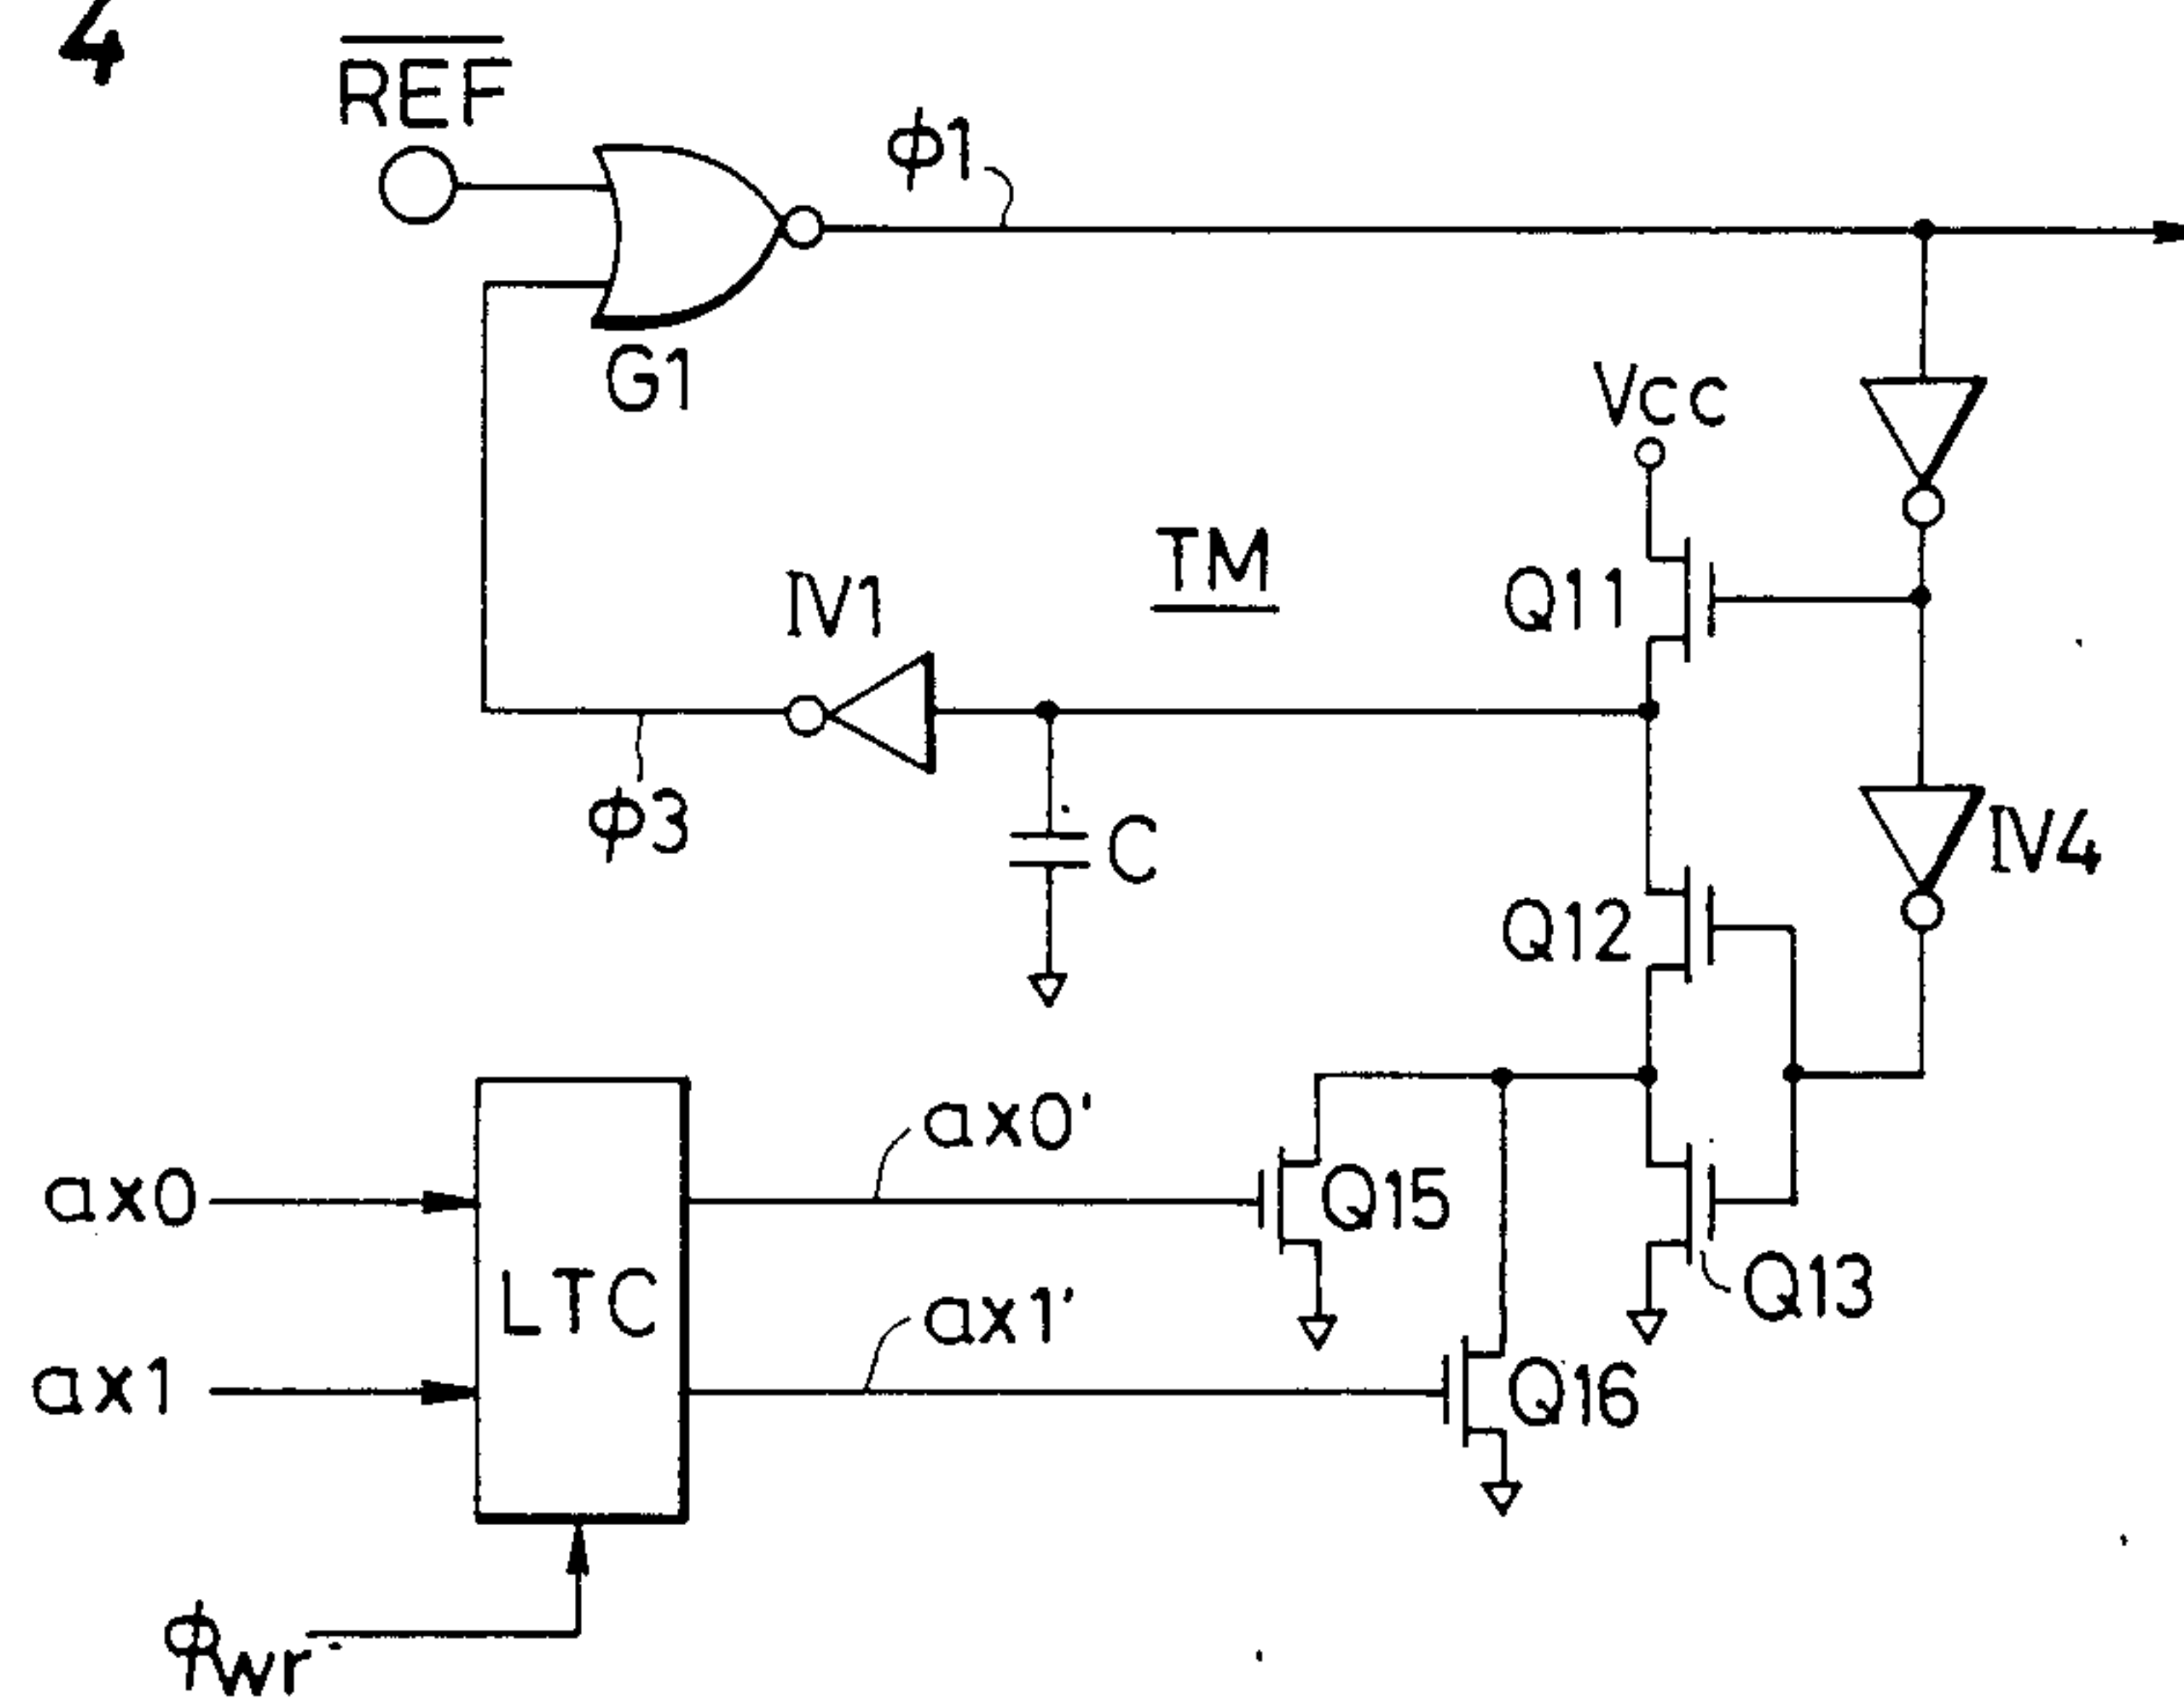 4
REF
ϕ1
G1
Vcc
TM
Q11
IV1
ϕ3
C
IV4
Q12
ax0'
ax0
Q15
LTC
Q13
ax1'
ax1
Q16
ϕwr